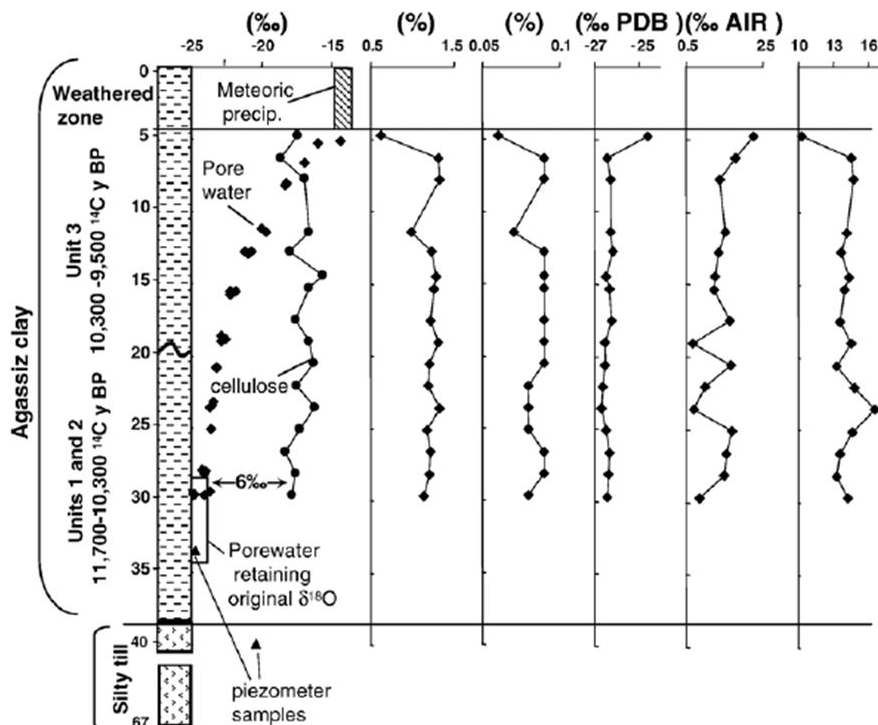 (‰) (%) (%) (‰ PDB) (‰ AIR)
-25 -20 -15 0.5 1.5 0.05 0.1 -27 -25 0.5 25 10 13 16
0
Weathered
zone
Meteoric
precip.
5
Pore
water
10
15
20
cellulose
25
6‰
30
Porewater
retaining
original δ¹⁸O
35
40
piezometer
samples
67
Agassiz clay
Unit 3
10,300 -9,500 ¹⁴C y BP
Units 1 and 2
11,700-10,300 ¹⁴C y BP
Silty till